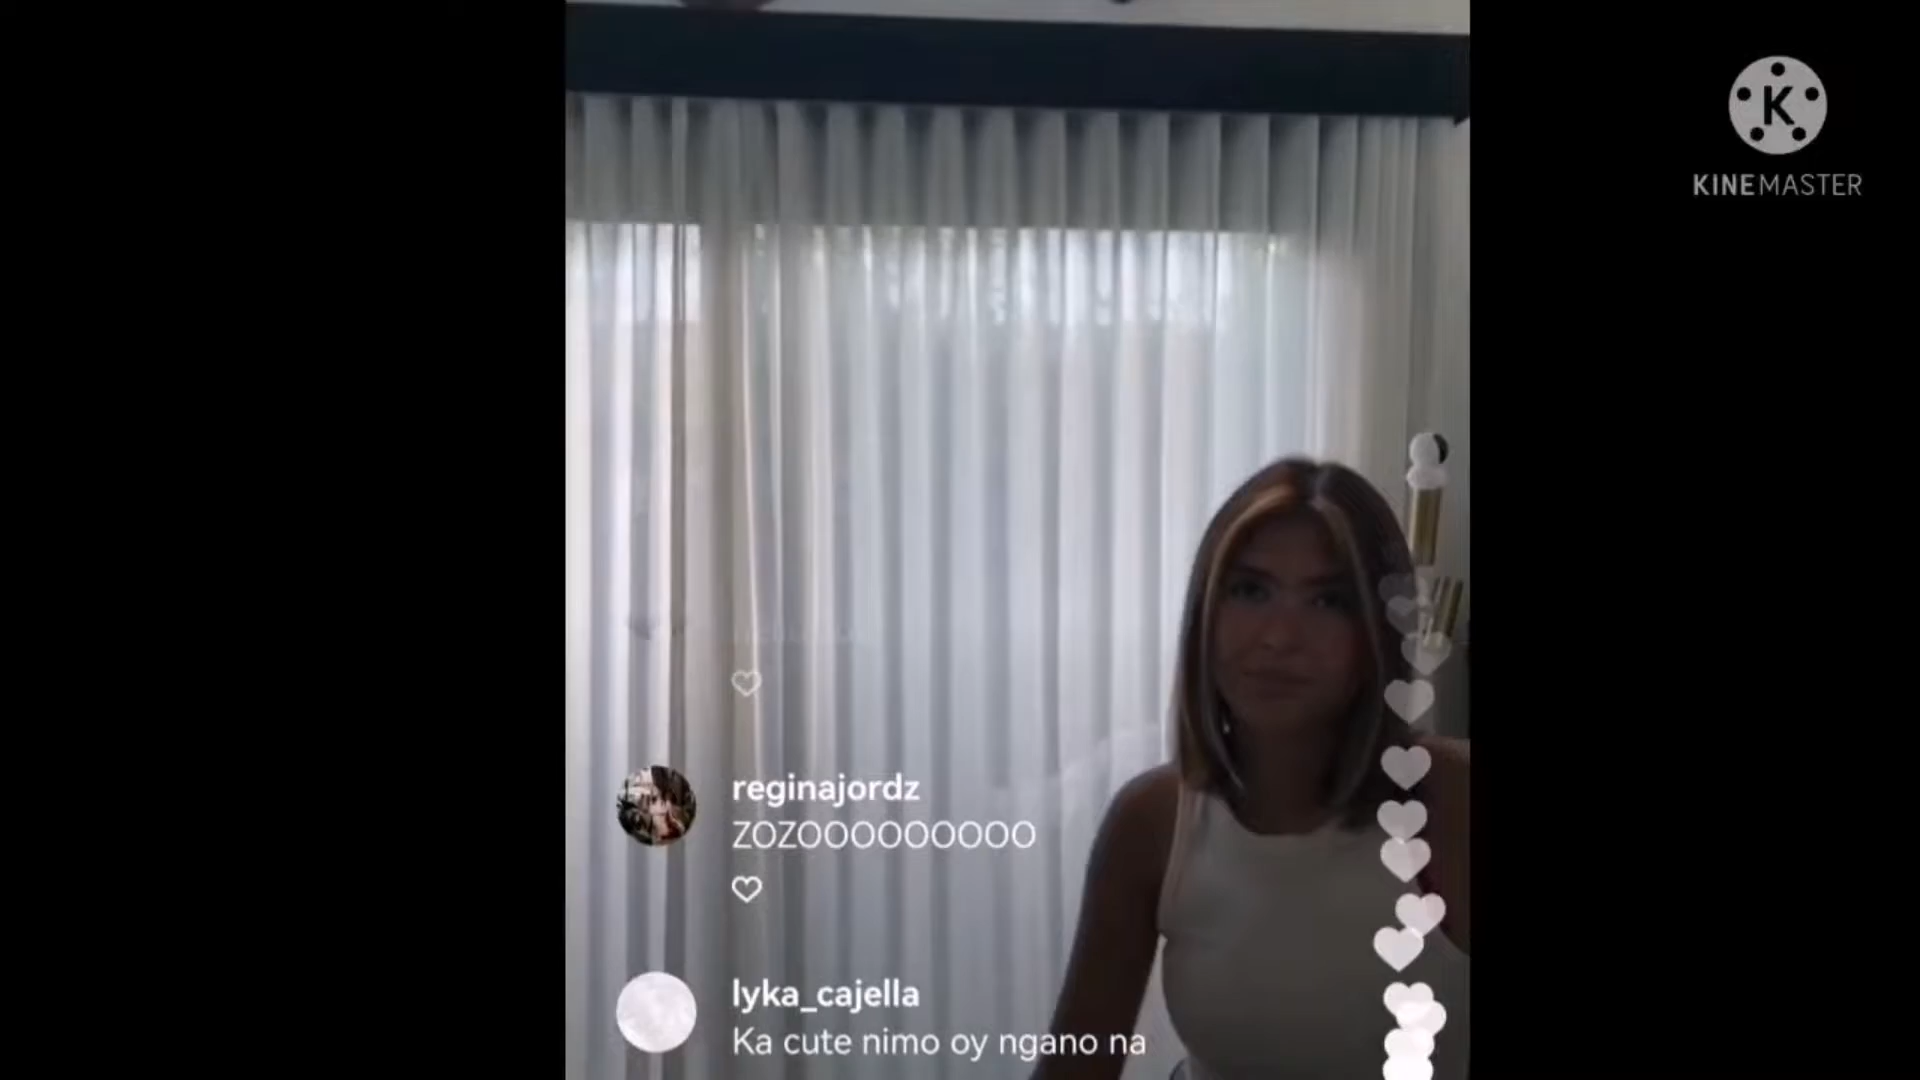 K
KINEMASTER
reginajordz
ZOZOOOOOOOOO
lyka_cajella
Ka cute nimo oy ngano na